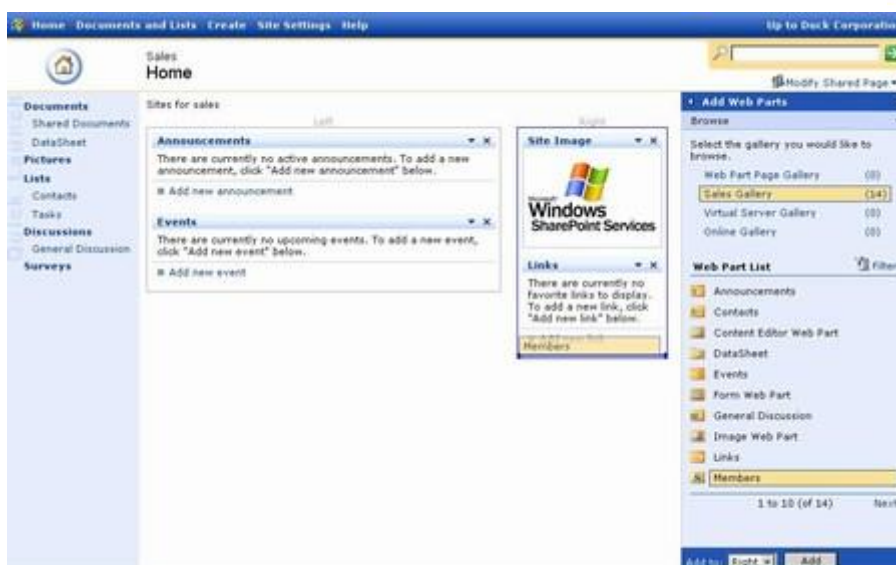 Home Documents and Lists Create Site Settings Help
Up to Duck Corporatio
Sales
Home
Modify Shared Page
Documents
Shared Documents
DataSheet
Pictures
Lists
Contacts
Tasks
Discussions
General Discussion
Surveys
Sites for sales
Left
Announcements
There are currently no active announcements. To add a new
announcement, click "Add new announcement" below.
Add new announcement
Events
There are currently no upcoming events. To add a new event,
click "Add new event" below.
Add new event
Right
Site Image
Microsoft
Windows
SharePoint Services
Links
There are currently no
favorite links to display.
To add a new link, click
"Add new link" below.
Add new link
Members
Add Web Parts
Browse
Select the gallery you would like to
browse.
Web Part Page Gallery (0)
Sales Gallery (14)
Virtual Server Gallery (0)
Online Gallery (0)
Web Part List Filter
Announcements
Contacts
Content Editor Web Part
DataSheet
Events
Form Web Part
General Discussion
Image Web Part
Links
Members
1 to 10 (of 14) Next
Add to: Right Add